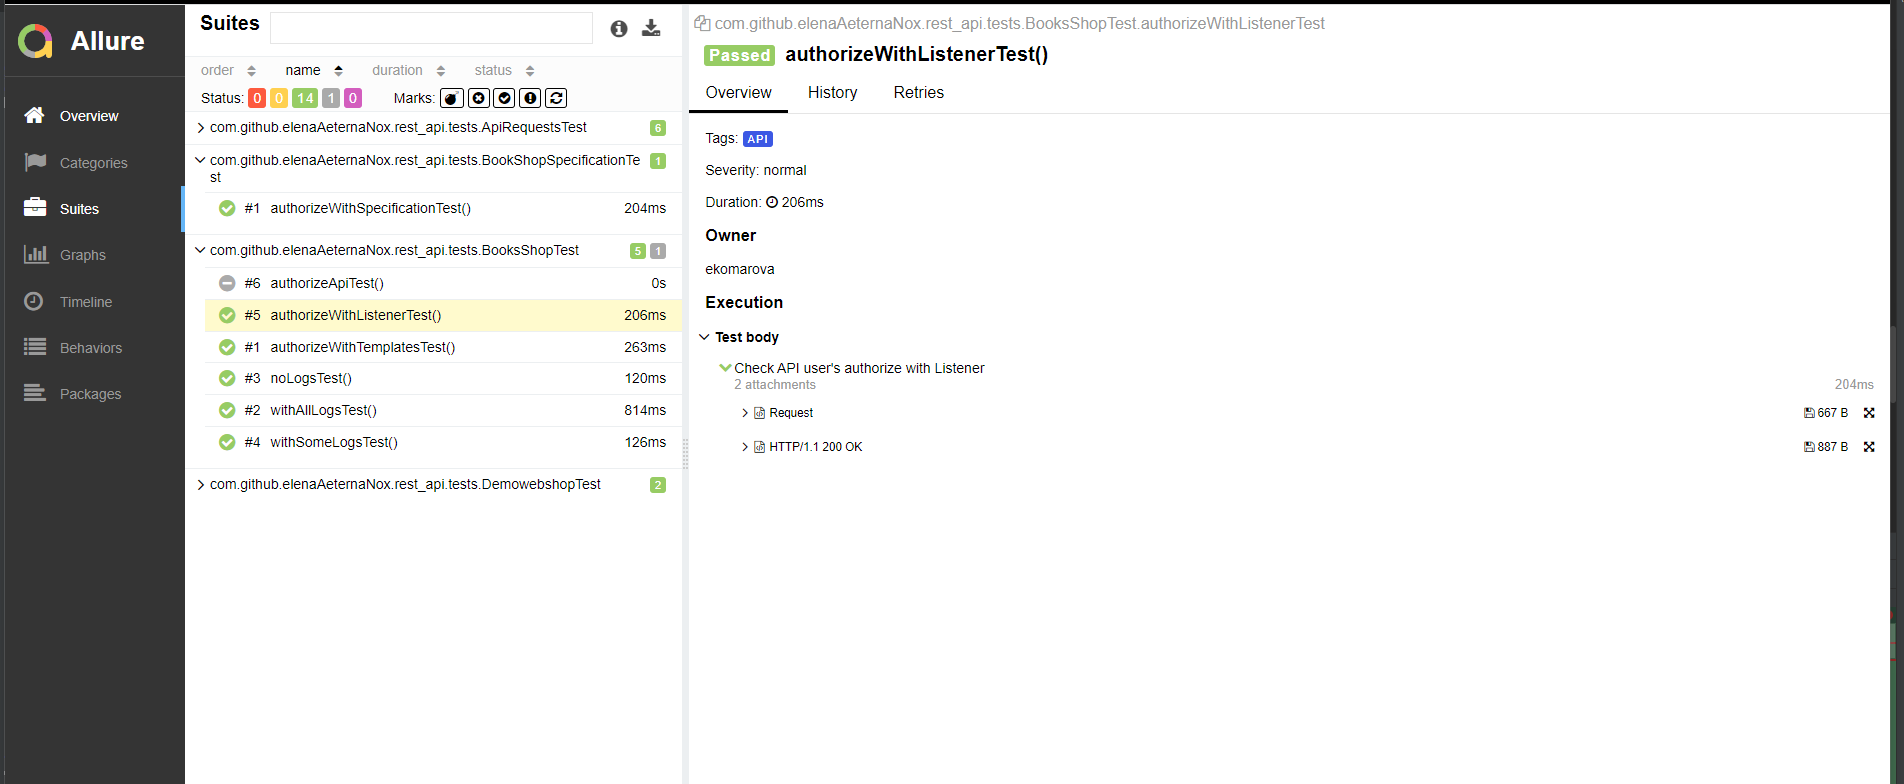 Allure
Overview
Categories
Suites
Graphs
Timeline
Behaviors
Packages
Suites
order name duration status
Status: 0 0 14 1 0 Marks:
com.github.elenaAeternaNox.rest_api.tests.ApiRequestsTest 6
com.github.elenaAeternaNox.rest_api.tests.BookShopSpecificationTe
st 1
#1 authorizeWithSpecificationTest() 204ms
com.github.elenaAeternaNox.rest_api.tests.BooksShopTest 5 1
#6 authorizeApiTest() 0s
#5 authorizeWithListenerTest() 206ms
#1 authorizeWithTemplatesTest() 263ms
#3 noLogsTest() 120ms
#2 withAllLogsTest() 814ms
#4 withSomeLogsTest() 126ms
com.github.elenaAeternaNox.rest_api.tests.DemowebshopTest 2
com.github.elenaAeternaNox.rest_api.tests.BooksShopTest.authorizeWithListenerTest
Passed authorizeWithListenerTest()
Overview History Retries
Tags: API
Severity: normal
Duration: 206ms
Owner
ekomarova
Execution
Test body
Check API user's authorize with Listener
2 attachments 204ms
Request 667 B
HTTP/1.1 200 OK 887 B